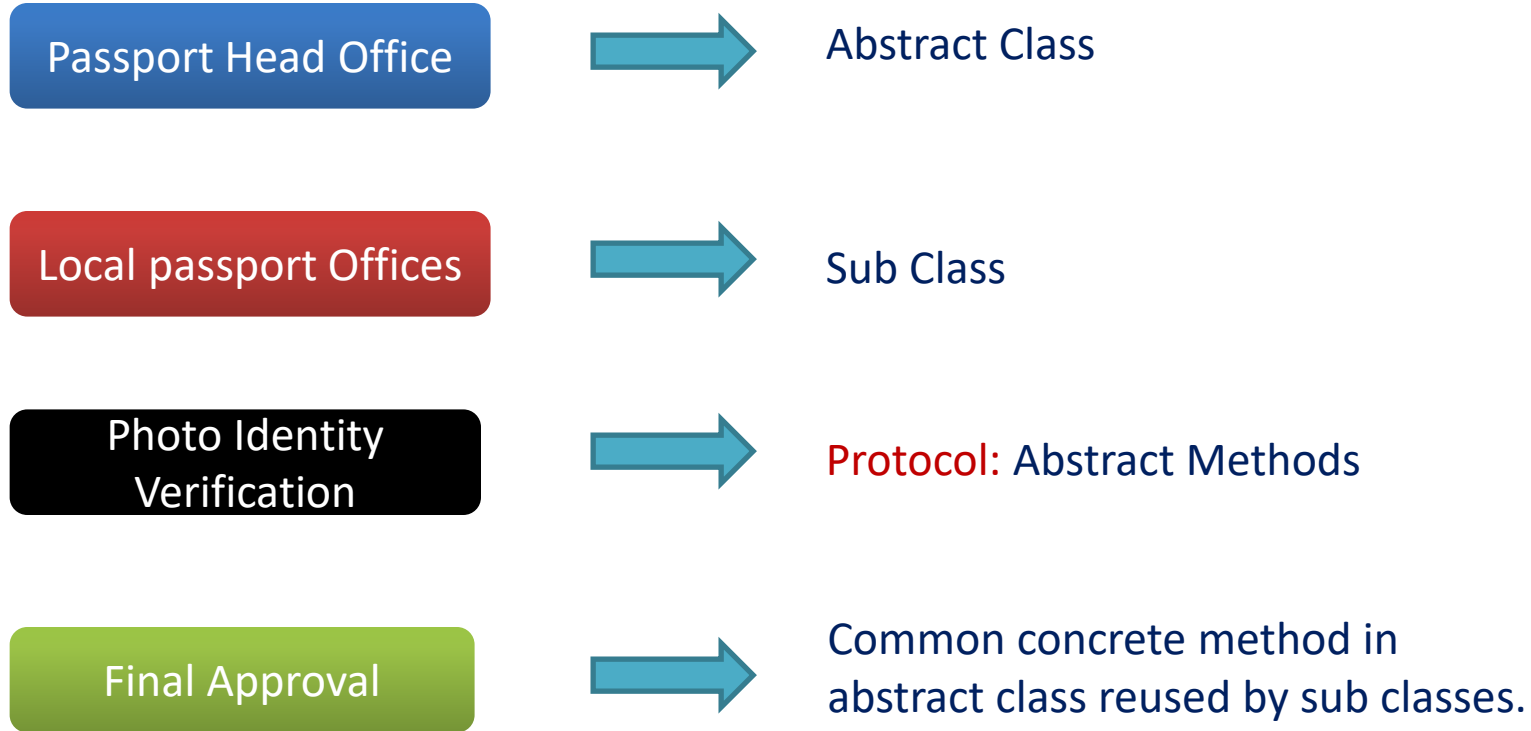 Passport Head Office
Abstract Class
Local passport Offices
Sub Class
Photo Identity
Verification
Protocol: Abstract Methods
Final Approval
Common concrete method in
abstract class reused by sub classes.